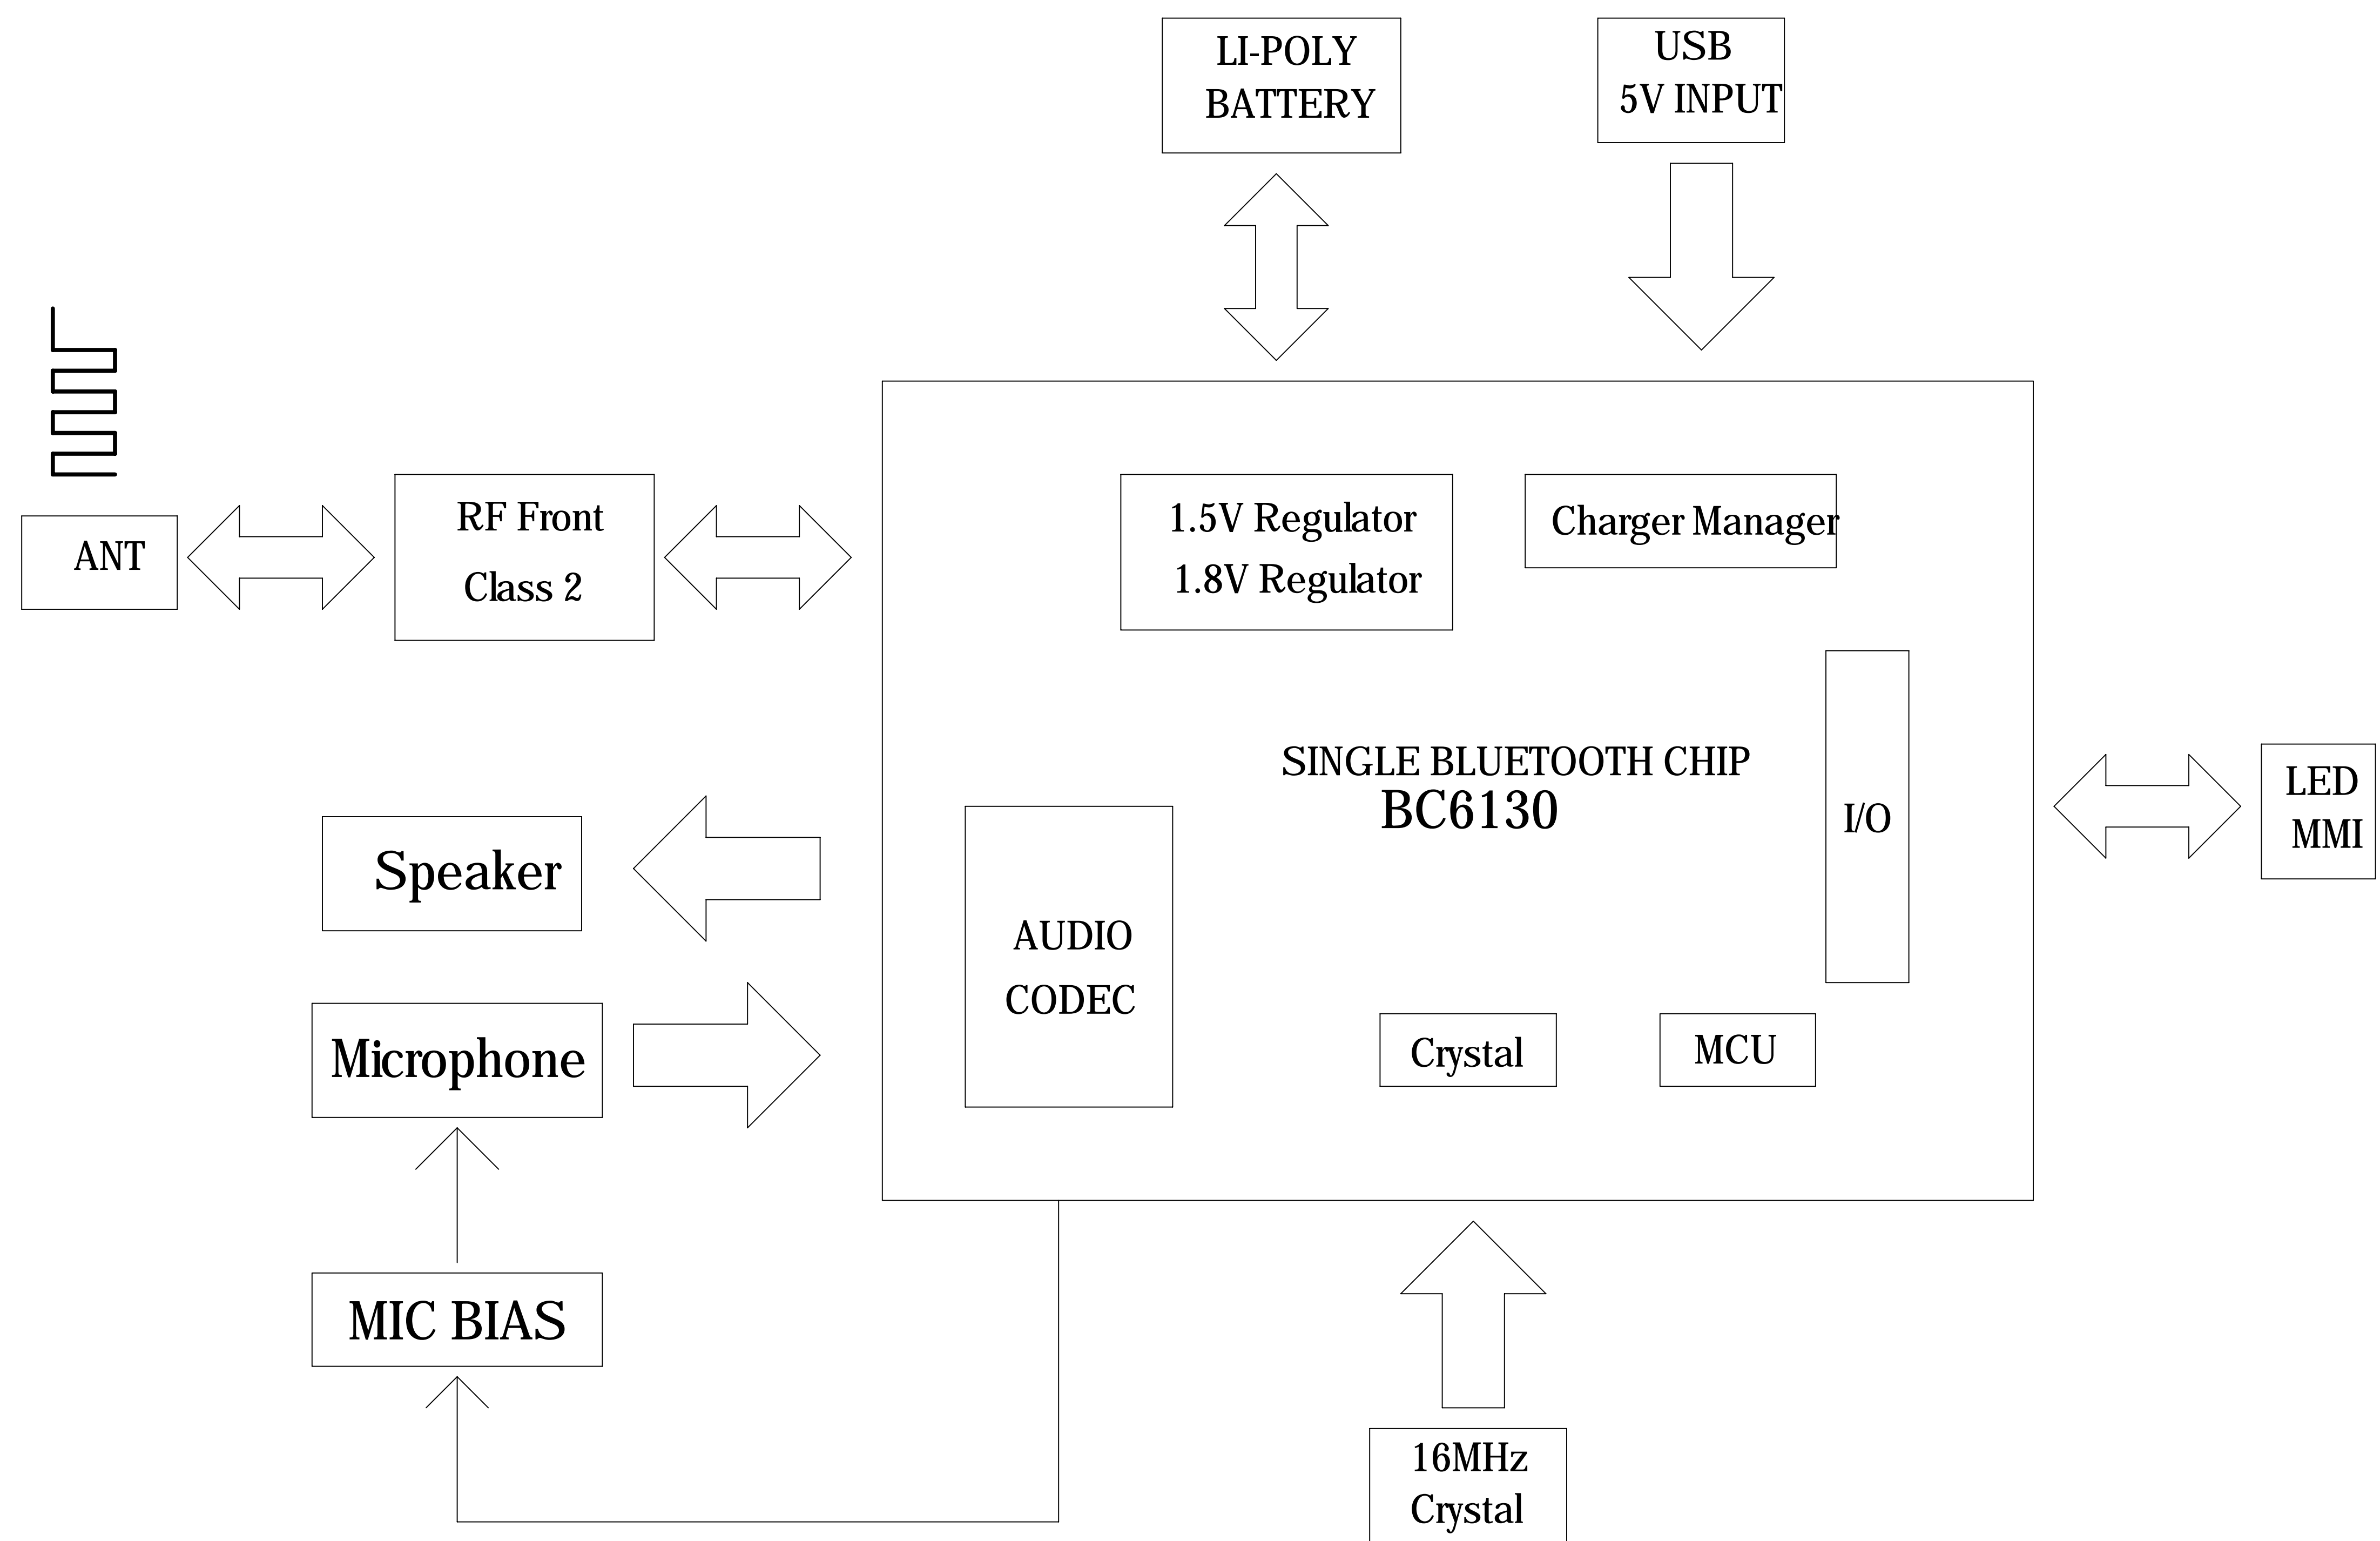 LI-POLY
BATTERY
USB
5V INPUT
ANT
RF Front
Class 2
1.5V Regulator
1.8V Regulator
Charger Manager
SINGLE BLUETOOTH CHIP
BC6130
I/O
LED
MMI
Speaker
AUDIO
CODEC
Microphone
Crystal
MCU
MIC BIAS
16MHz
Crystal